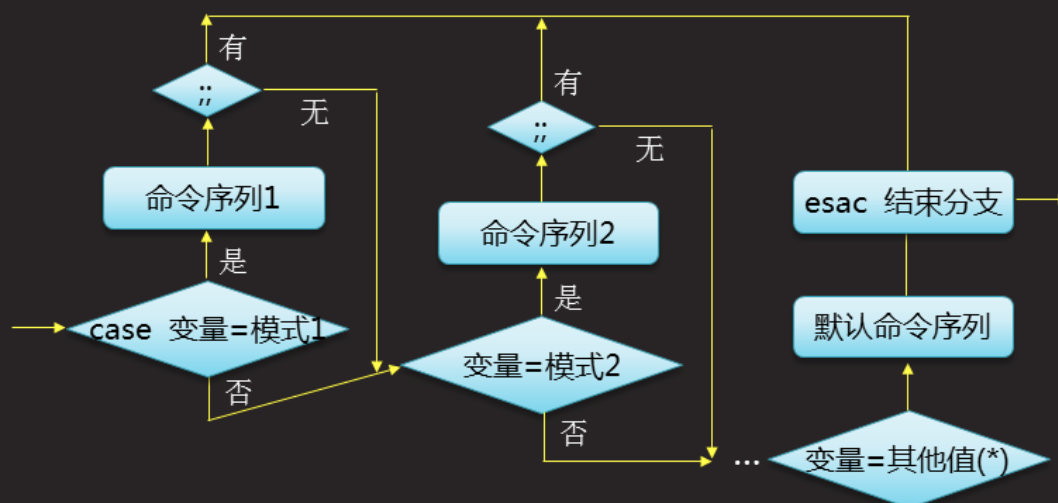 有
;;
无
命令序列1
是
case 变量=模式1
否
有
;;
无
命令序列2
是
变量=模式2
否
...
esac 结束分支
默认命令序列
变量=其他值(*)